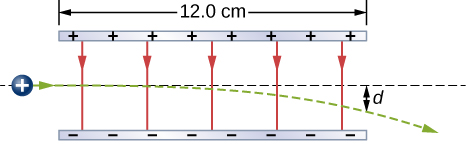 12.0 cm
+ + + + + + + +
+
d
− − − − − − − −